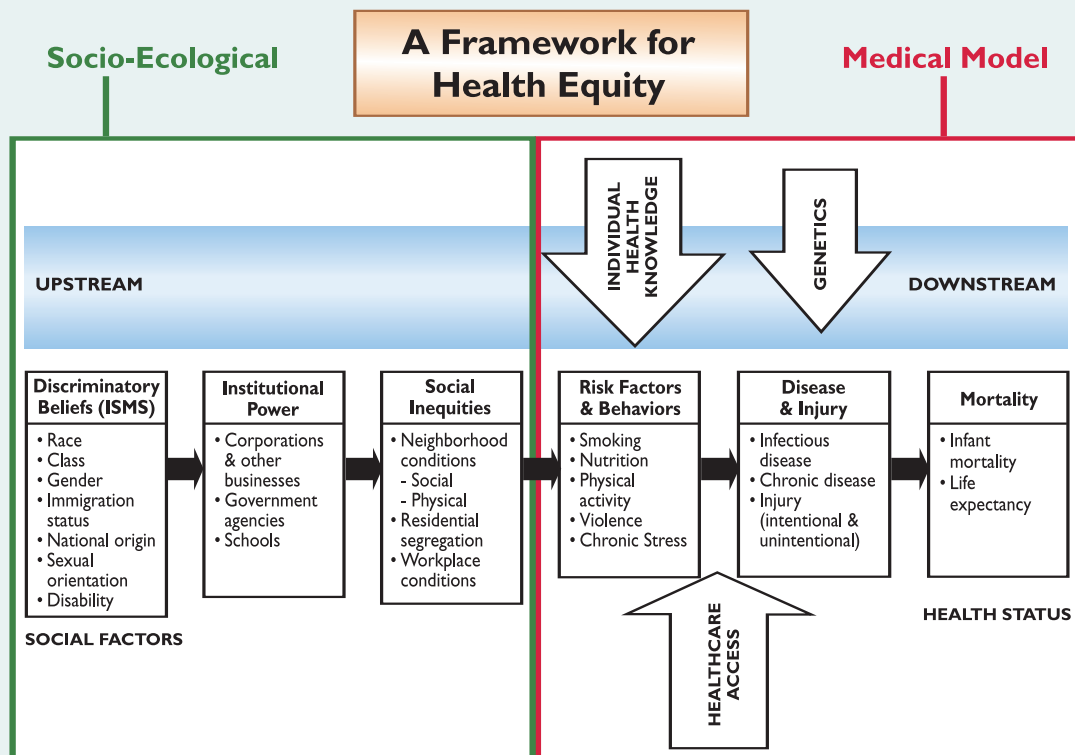 A Framework for
Health Equity
Socio-Ecological
Medical Model
INDIVIDUAL
HEALTH
KNOWLEDGE
GENETICS
UPSTREAM
DOWNSTREAM
Discriminatory
Beliefs (ISMS)
• Race
• Class
• Gender
• Immigration
status
• National origin
• Sexual
orientation
• Disability
Institutional
Power
• Corporations
& other
businesses
• Government
agencies
• Schools
Social
Inequities
• Neighborhood
conditions
- Social
- Physical
• Residential
segregation
• Workplace
conditions
Risk Factors
& Behaviors
• Smoking
• Nutrition
• Physical
activity
• Violence
• Chronic Stress
Disease
& Injury
• Infectious
disease
• Chronic disease
• Injury
(intentional &
unintentional)
Mortality
• Infant
mortality
• Life
expectancy
SOCIAL FACTORS
HEALTHCARE
ACCESS
HEALTH STATUS